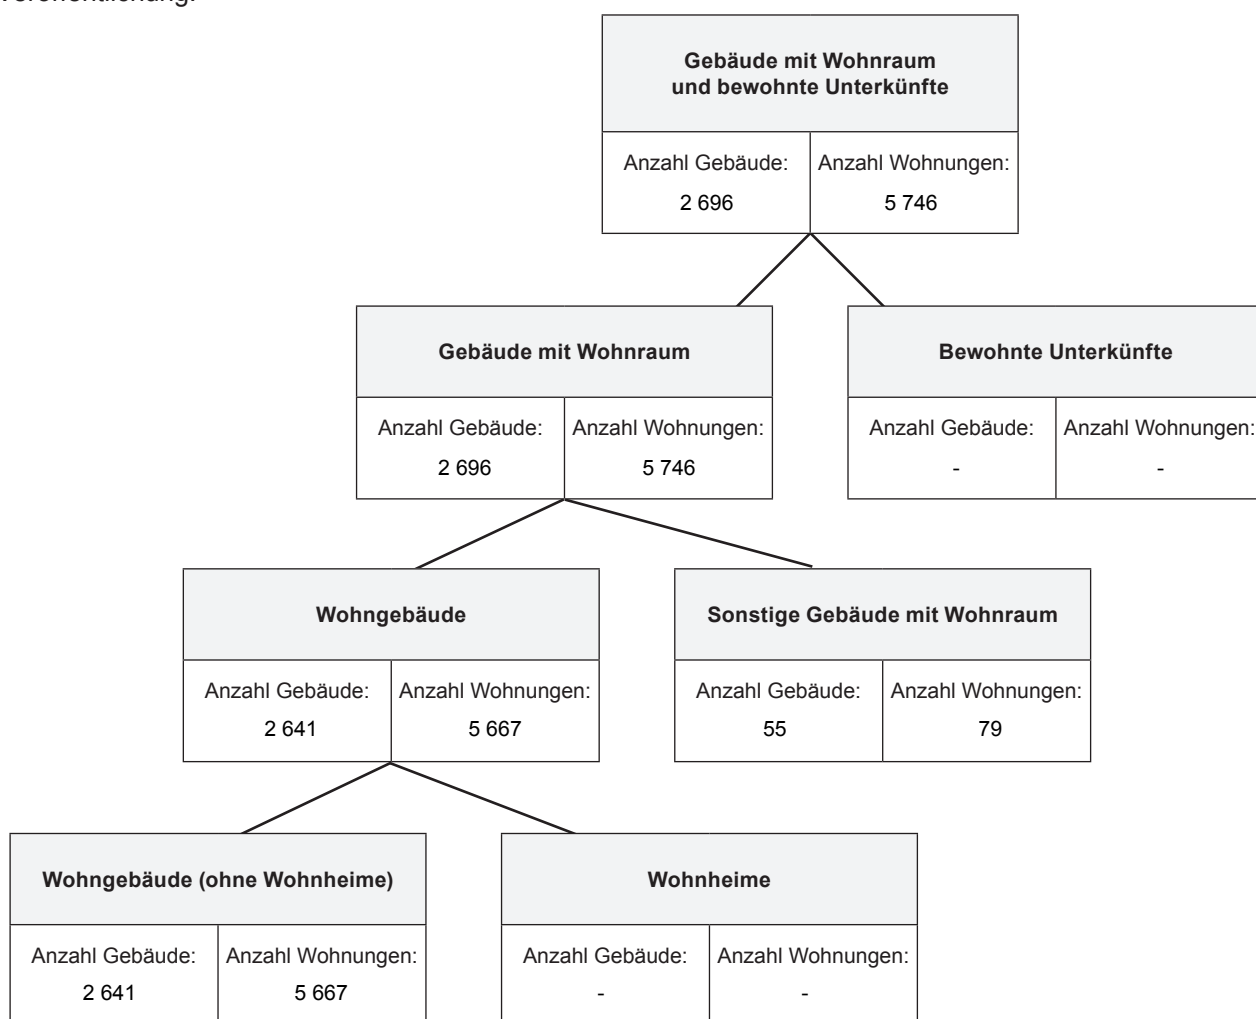 Veröffentlichung.
Gebäude mit Wohnraum
und bewohnte Unterkünfte
Anzahl Gebäude: Anzahl Wohnungen:
2 696 5 746
Gebäude mit Wohnraum Bewohnte Unterkünfte
Anzahl Gebäude: Anzahl Wohnungen: Anzahl Gebäude: Anzahl Wohnungen:
2 696 5 746 - -
Wohngebäude Sonstige Gebäude mit Wohnraum
Anzahl Gebäude: Anzahl Wohnungen: Anzahl Gebäude: Anzahl Wohnungen:
2 641 5 667 55 79
Wohngebäude (ohne Wohnheime) Wohnheime
Anzahl Gebäude: Anzahl Wohnungen: Anzahl Gebäude: Anzahl Wohnungen:
2 641 5 667 - -